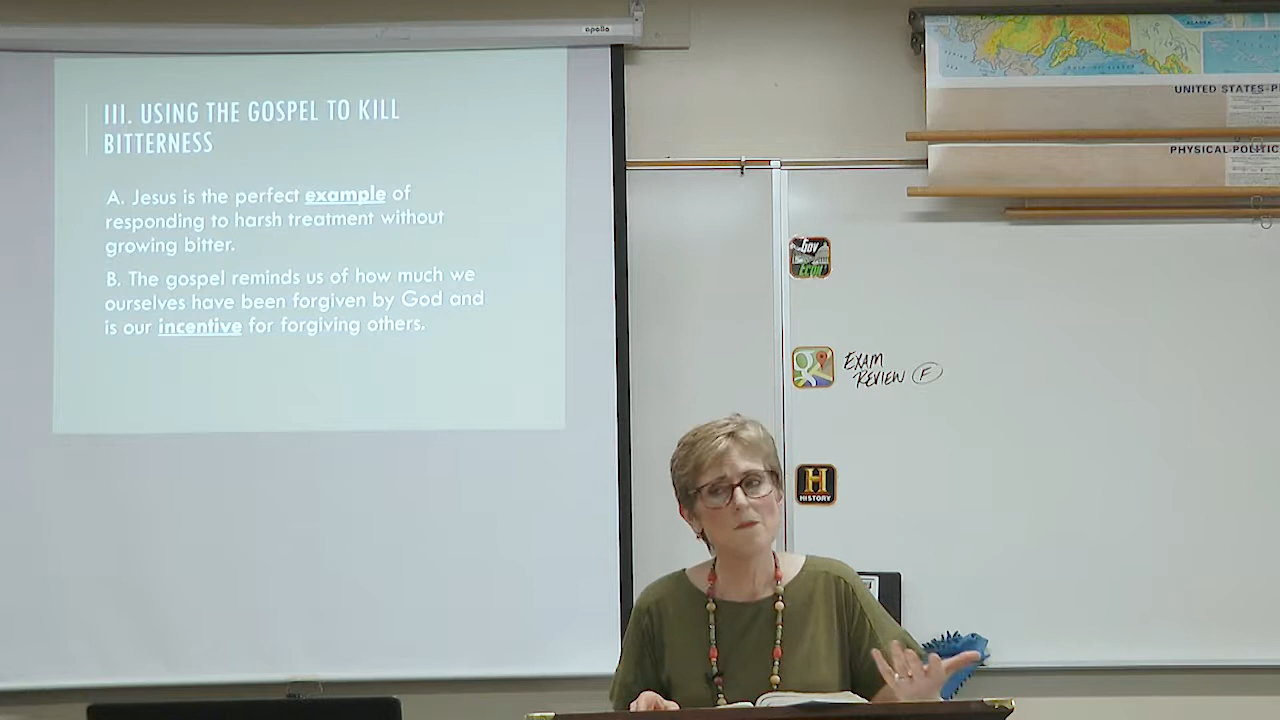 apollo
III. USING THE GOSPEL TO KILL
BITTERNESS
A. Jesus is the perfect example of
responding to harsh treatment without
growing bitter.
B. The gospel reminds us of how much we
ourselves have been forgiven by God and
is our incentive for forgiving others.
UNITED STATES-P
PHYSICAL-POLITIC
GOV
ECON
EXAM
REVIEW F
H
HISTORY